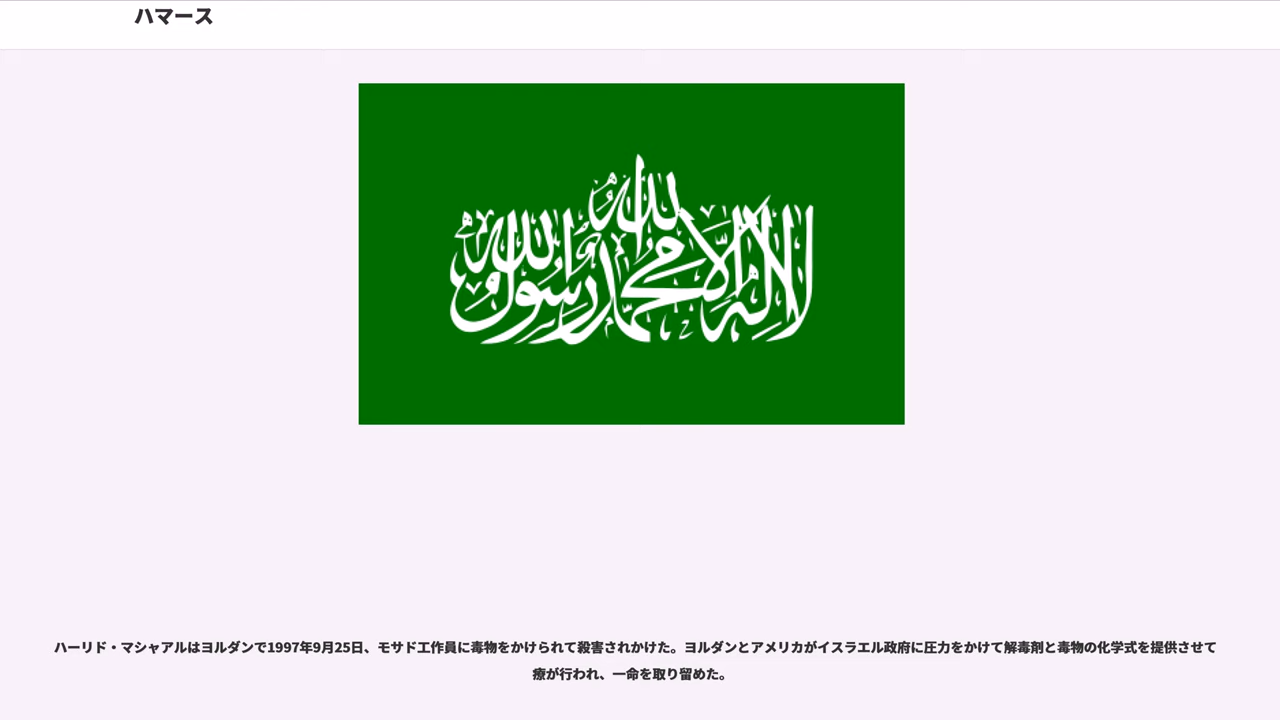 ハマース
لا إله إلا الله محمد رسول الله
ハーリド・マシャアルはヨルダンで1997年9月25日、モサド工作員に毒物をかけられて殺害されかけた。ヨルダンとアメリカがイスラエル政府に圧力をかけて解毒剤と毒物の化学式を提供させて
療が行われ、一命を取り留めた。